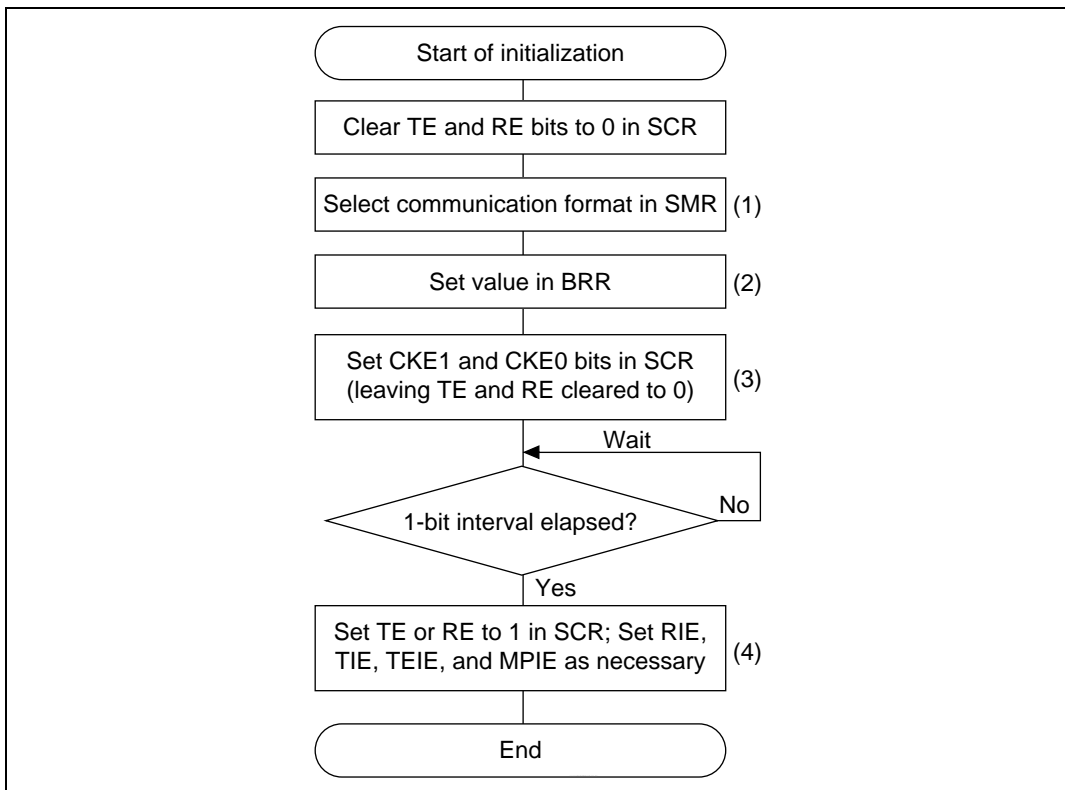 Start of initialization
Clear TE and RE bits to 0 in SCR
Select communication format in SMR (1)
Set value in BRR (2)
Set CKE1 and CKE0 bits in SCR
(leaving TE and RE cleared to 0) (3)
Wait
1-bit interval elapsed? No
Yes
Set TE or RE to 1 in SCR; Set RIE,
TIE, TEIE, and MPIE as necessary (4)
End